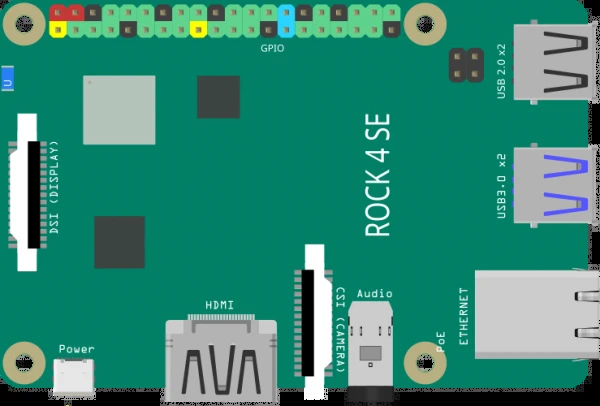 GPIO
USB 2.0 x2
U
ROCK 4 SE
DSI (DISPLAY)
USB3.0 x2
HDMI
CSI (CAMERA)
Audio
ETHERNET
PoE
Power